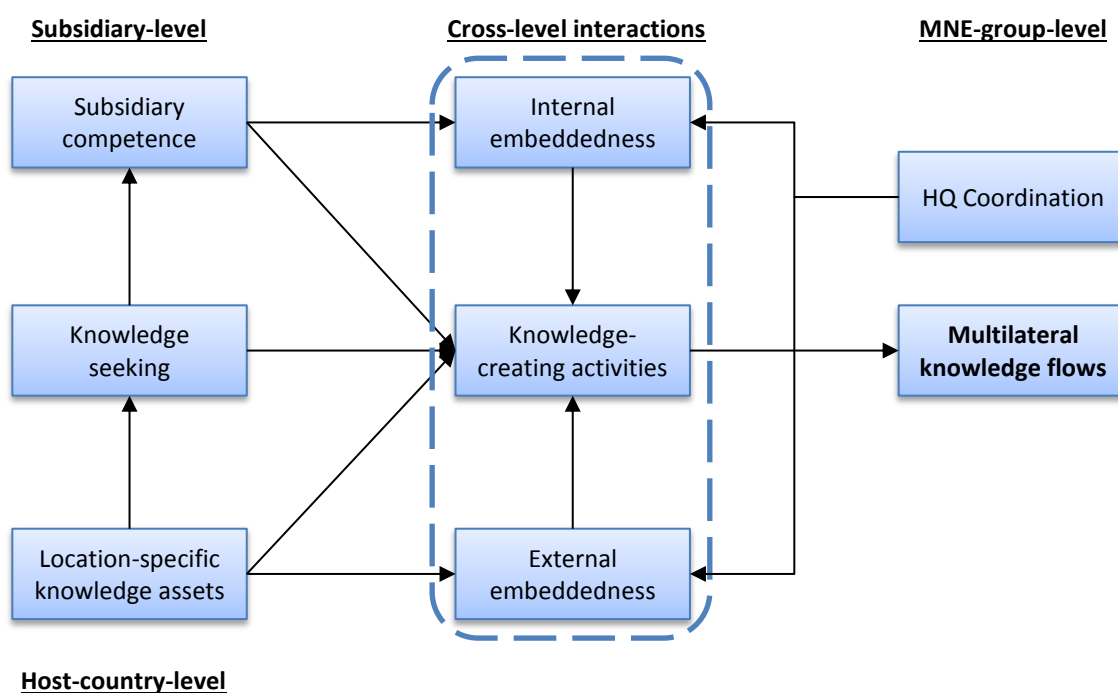 Subsidiary-level
Cross-level interactions
MNE-group-level
Subsidiary
competence
Internal
embeddedness
HQ Coordination
Knowledge
seeking
Knowledge-
creating activities
Multilateral
knowledge flows
Location-specific
knowledge assets
External
embeddedness
Host-country-level